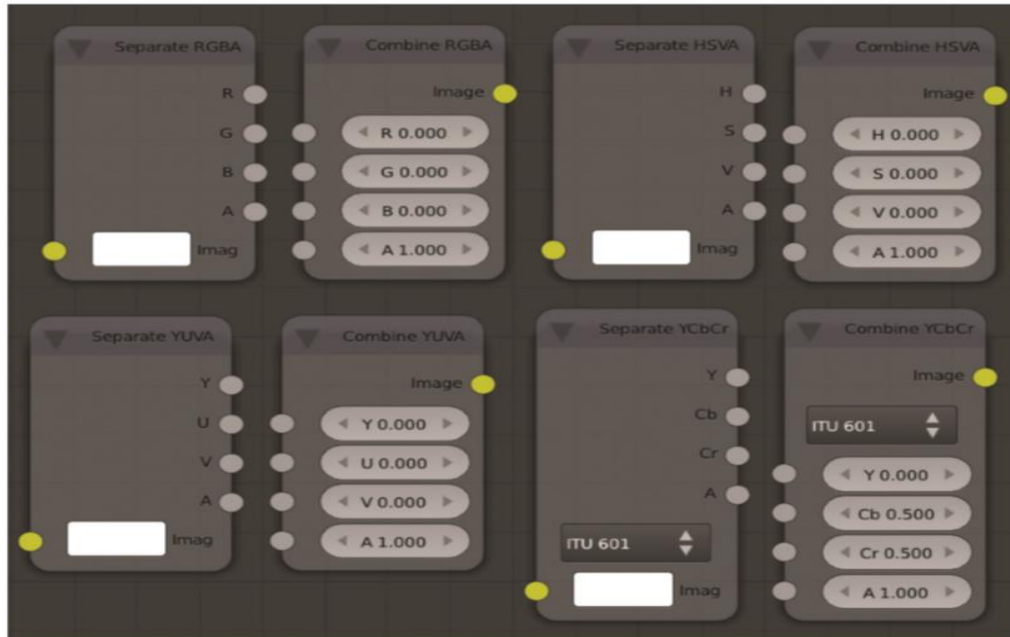 Separate RGBA
R
G
B
A
Imag
Combine RGBA
Image
R 0.000
G 0.000
B 0.000
A 1.000
Separate HSVA
H
S
V
A
Imag
Combine HSVA
Image
H 0.000
S 0.000
V 0.000
A 1.000
Separate YUVA
Y
U
V
A
Imag
Combine YUVA
Image
Y 0.000
U 0.000
V 0.000
A 1.000
Separate YCbCr
Y
Cb
Cr
A
ITU 601
Imag
Combine YCbCr
Image
ITU 601
Y 0.000
Cb 0.500
Cr 0.500
A 1.000